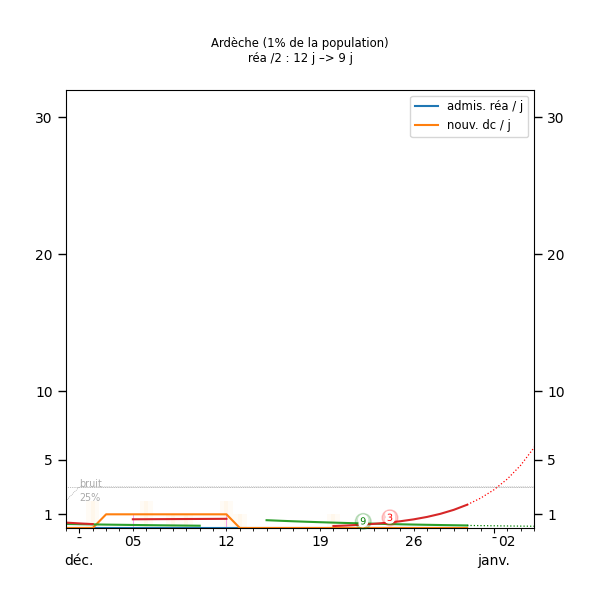 Ardèche (1% de la population)
réa /2 : 12 j –> 9 j
admis. réa / j
nouv. dc / j
30 30
20 20
10 10
5 5
bruit
25%
9 3
1 1
- 05 12 19 26 - 02
déc. janv.